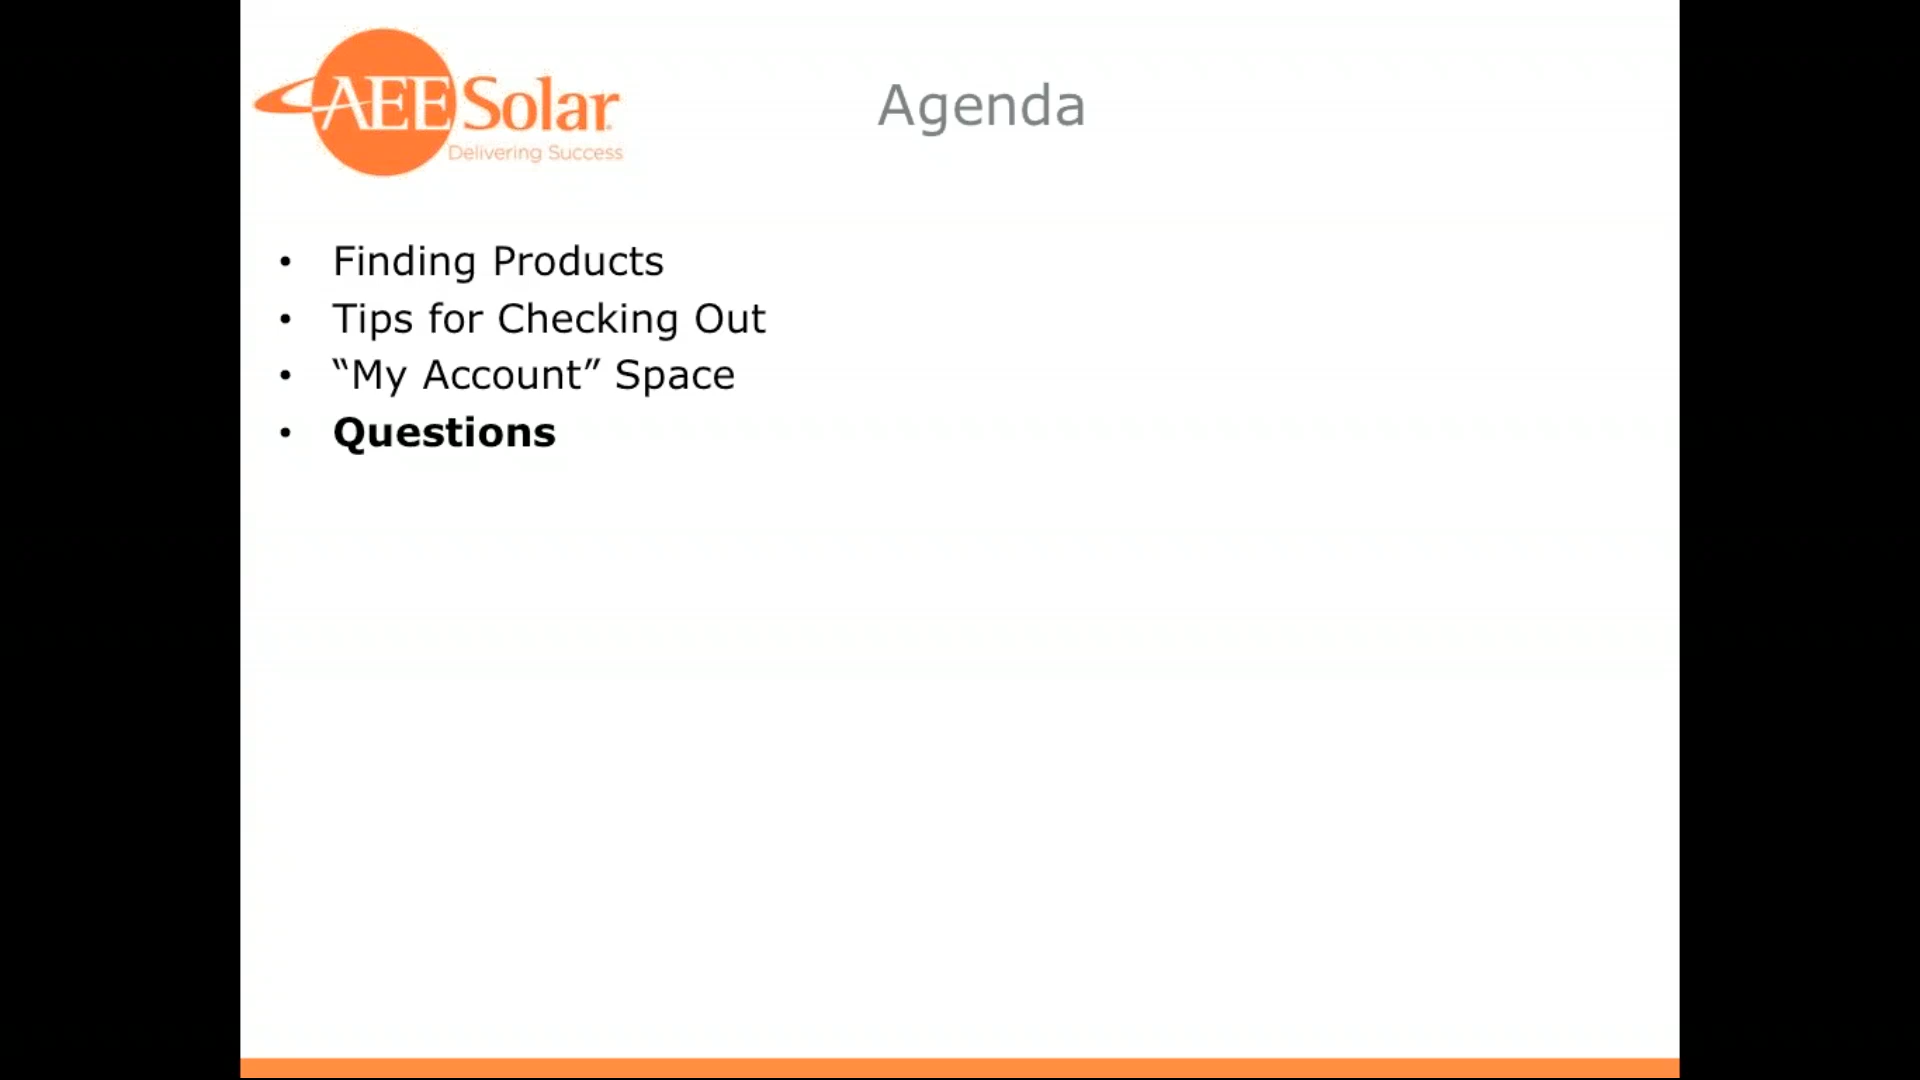 AEE Solar
Delivering Success
Agenda
• Finding Products
• Tips for Checking Out
• “My Account” Space
• Questions